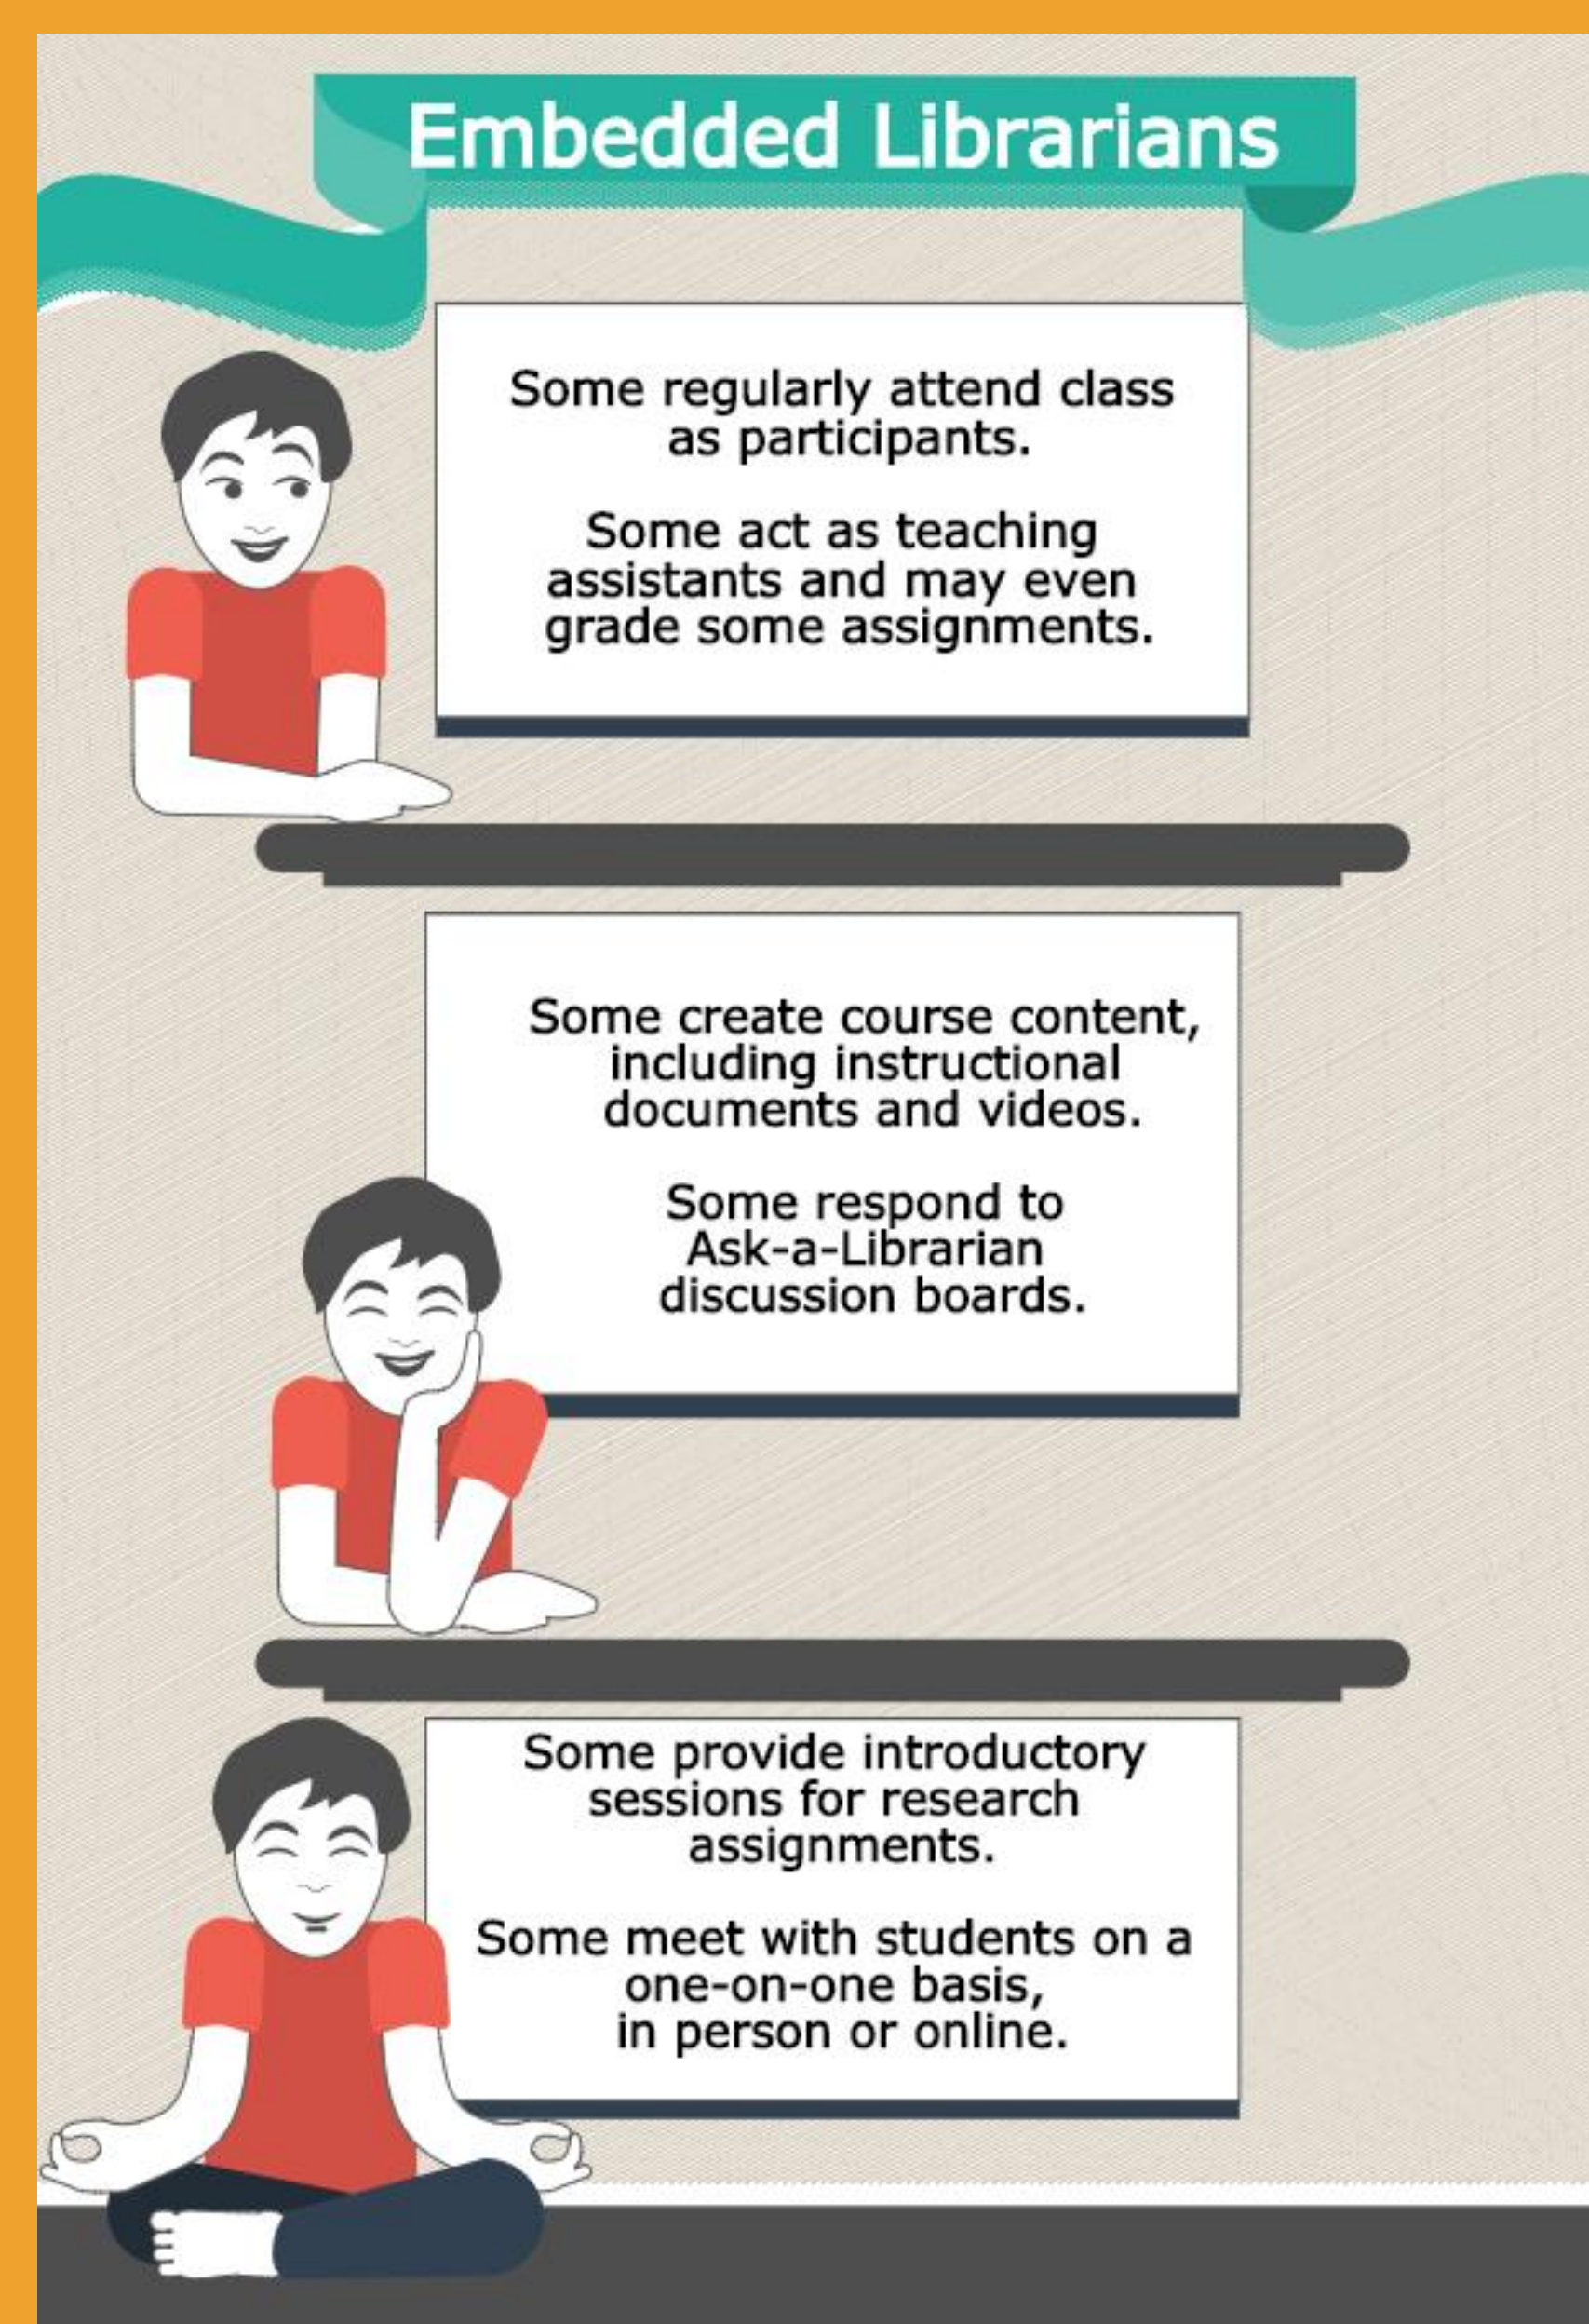 Embedded Librarians
Some regularly attend class
as participants.
Some act as teaching
assistants and may even
grade some assignments.
Some create course content,
including instructional
documents and videos.
Some respond to
Ask-a-Librarian
discussion boards.
Some provide introductory
sessions for research
assignments.
Some meet with students on a
one-on-one basis,
in person or online.